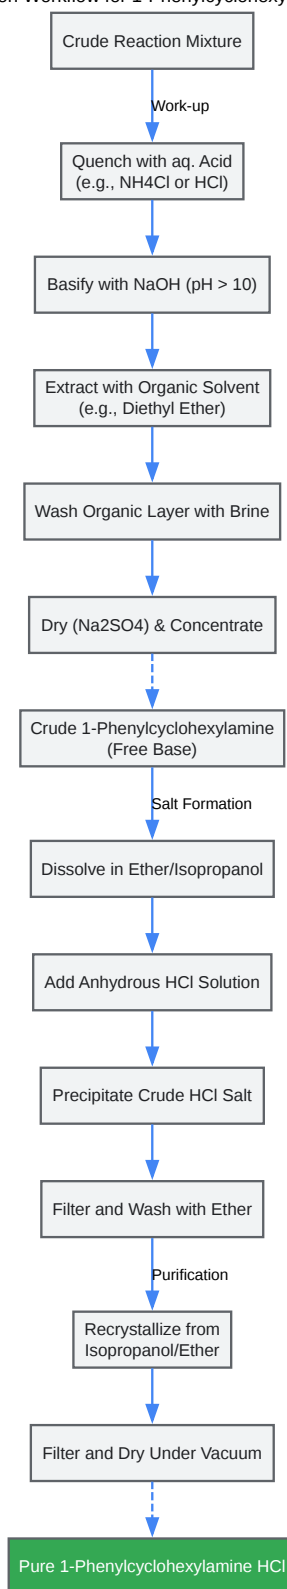 Workflow for
Crude Reaction Mixture
Work-up
Quench with aq. Acid
(e.g., NH4Cl or HCl)
Basify with NaOH (pH > 10)
Extract with Organic Solvent
(e.g., Diethyl Ether)
Wash Organic Layer with Brine
Dry (Na2SO4) & Concentrate
Crude 1-Phenylcyclohexylamine
(Free Base)
Salt Formation
Dissolve in Ether/Isopropanol
Add Anhydrous HCl Solution
Precipitate Crude HCl Salt
Filter and Wash with Ether
Purification
Recrystallize from
Isopropanol/Ether
Filter and Dry Under Vacuum
Pure 1-Phenylcyclohexylamine HCl